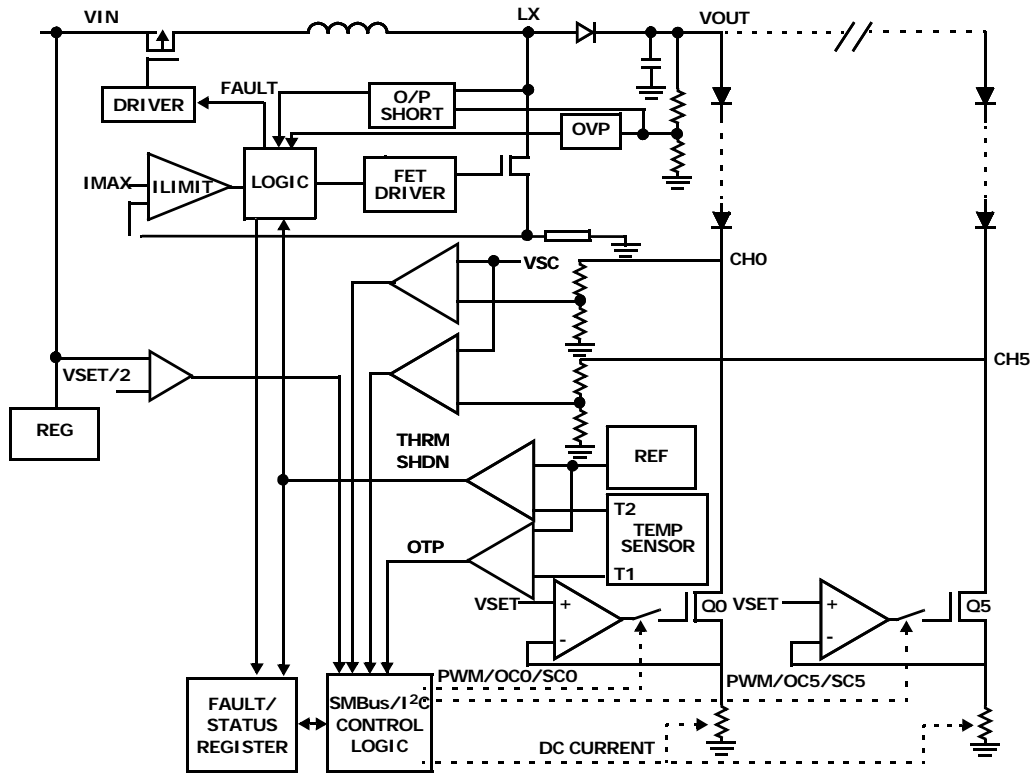 VIN
LX
VOUT
DRIVER
FAULT
O/P
SHORT
OVP
IMAX
ILIMIT
LOGIC
FET
DRIVER
VSC
CH0
VSET/2
CH5
REG
THRM
SHDN
REF
T2
TEMP
SENSOR
OTP
T1
VSET
+
-
Q0
VSET
+
-
Q5
PWM/OC0/SC0
PWM/OC5/SC5
FAULT/
STATUS
REGISTER
SMBus/I²C
CONTROL
LOGIC
DC CURRENT